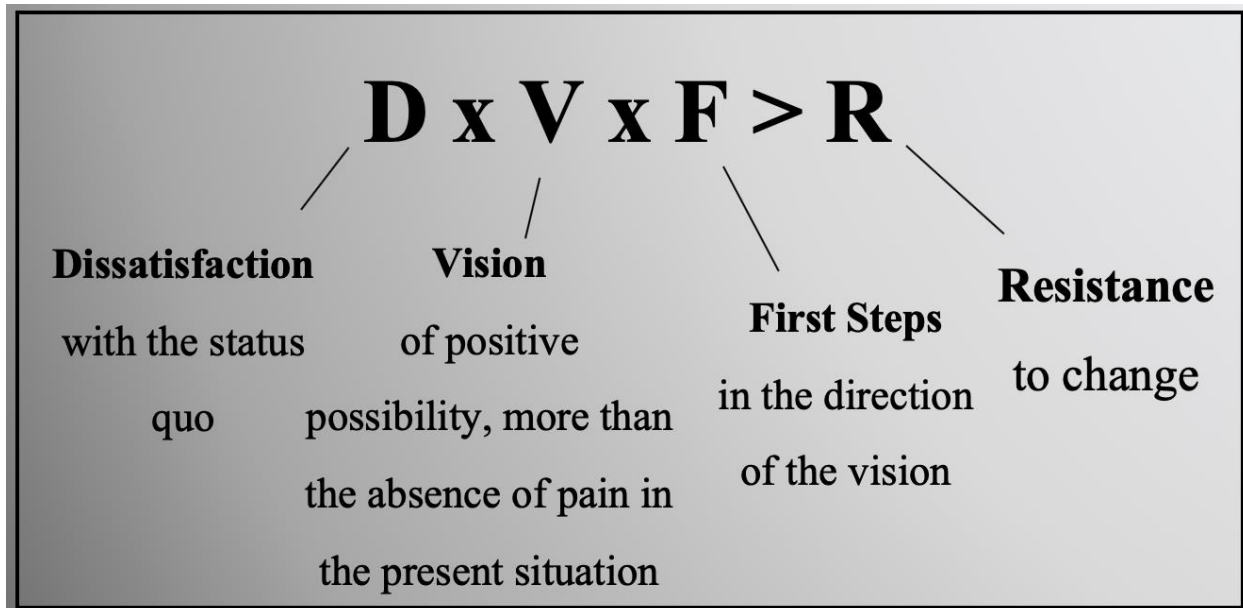 D x V x F > R
Dissatisfaction
with the status
quo
Vision
of positive
possibility, more than
the absence of pain in
the present situation
First Steps
in the direction
of the vision
Resistance
to change